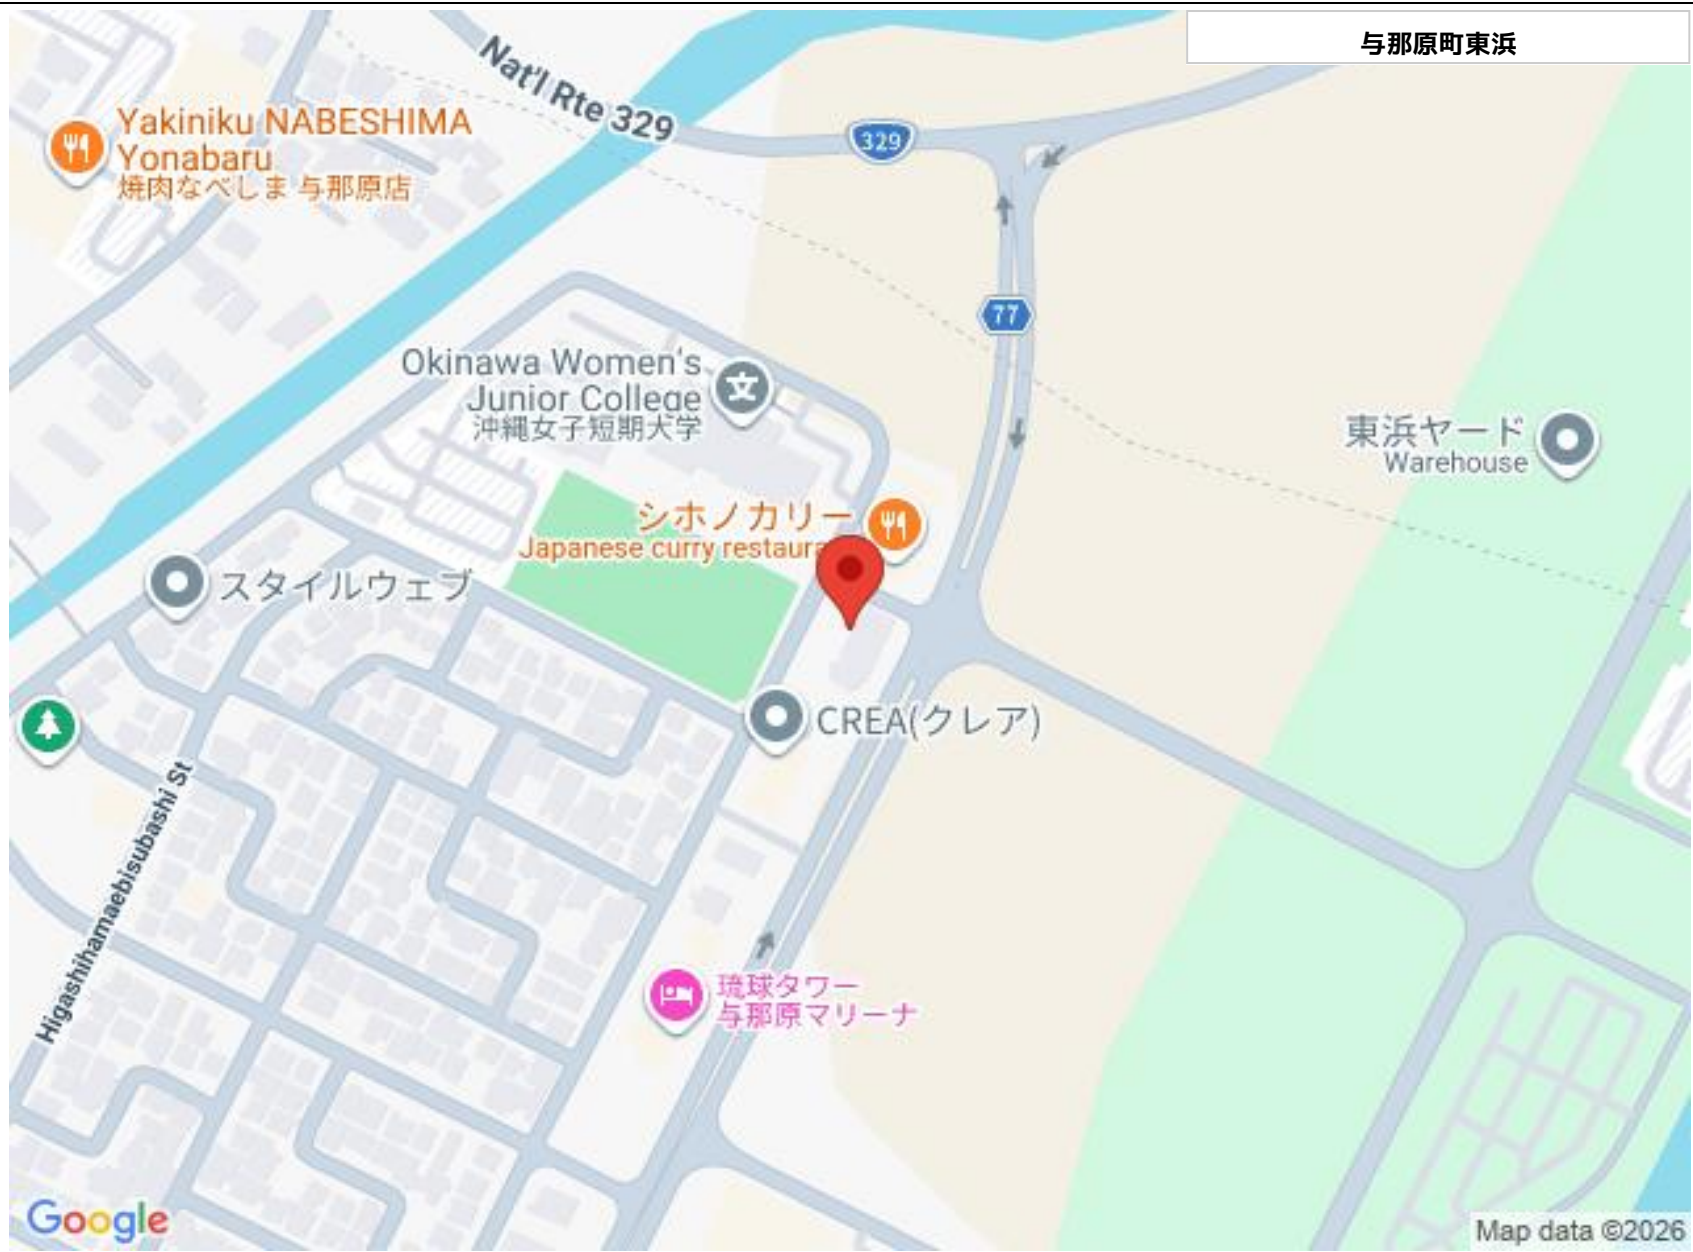 与那原町東浜
Nat'l Rte 329
Yakiniku NABESHIMA
Yonabaru
焼肉なべしま 与那原店
329
77
Okinawa Women's
Junior College
沖縄女子短期大学
文
東浜ヤード
Warehouse
シホノカリー
Japanese curry restaura
スタイルウェブ
CREA(クレア)
Higashihamaebisubashi St
琉球タワー
与那原マリーナ
Google
Map data ©2026